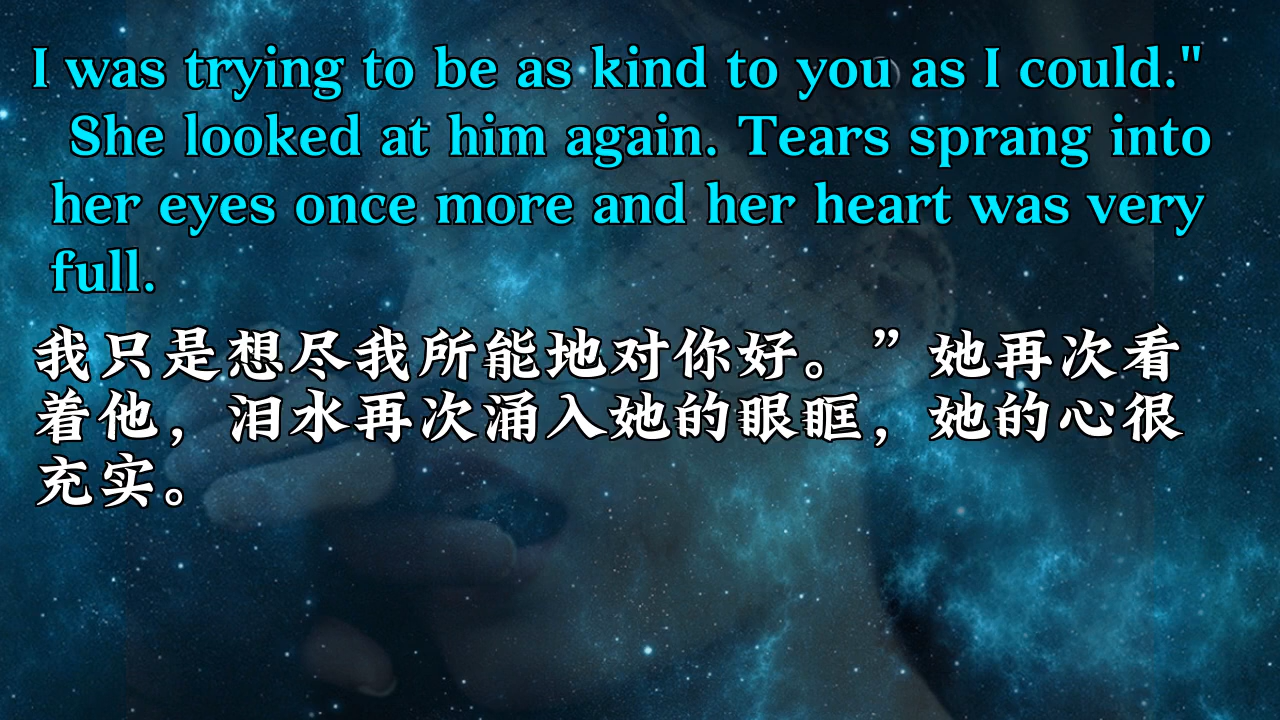 I was trying to be as kind to you as I could."
She looked at him again. Tears sprang into
her eyes once more and her heart was very
full.
我只是想尽我所能地对你好。”她再次看
着他，泪水再次涌入她的眼眶，她的心很
充实。